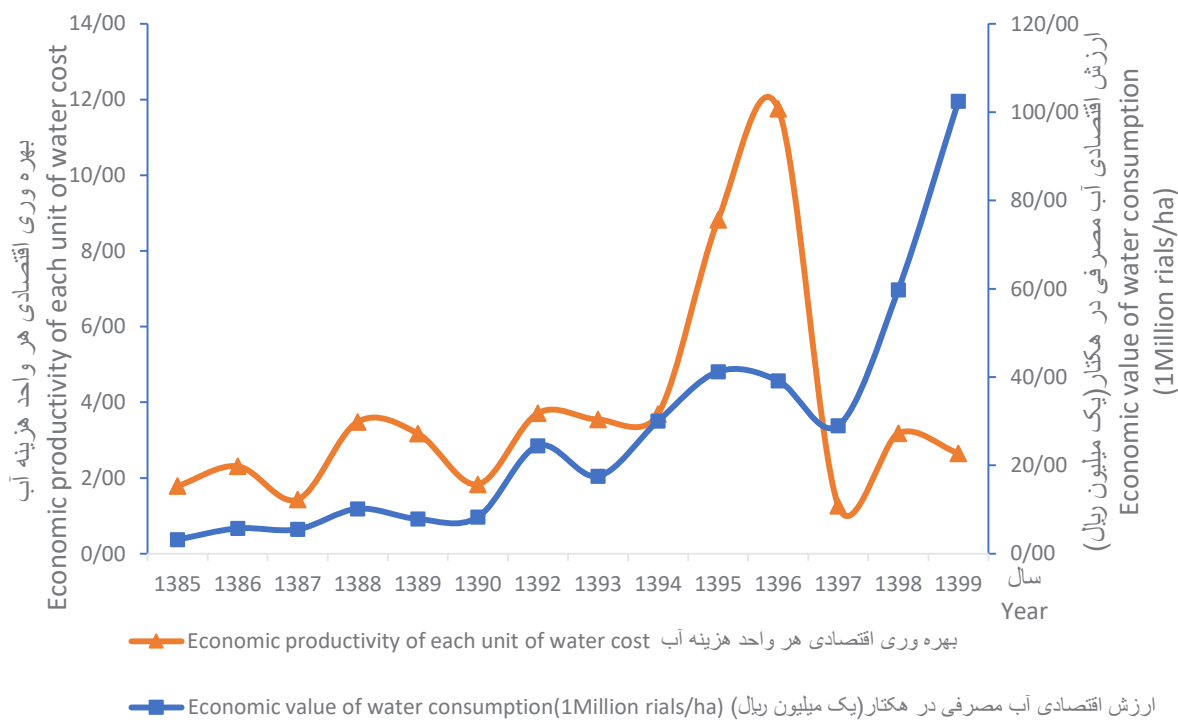 بهره وری اقتصادی هر واحد هزینه آب
Economic productivity of each unit of water cost
14/00
12/00
10/00
8/00
6/00
4/00
2/00
0/00
120/00
100/00
80/00
60/00
40/00
20/00
0/00
ارزش اقتصادی آب مصرفی در هکتار(یک میلیون ریال)
Economic value of water consumption
(1Million rials/ha)
1385 1386 1387 1388 1389 1390 1392 1393 1394 1395 1396 1397 1398 1399
سال
Year
Economic productivity of each unit of water cost بهره وری اقتصادی هر واحد هزینه آب
Economic value of water consumption(1Million rials/ha) ارزش اقتصادی آب مصرفی در هکتار(یک میلیون ریال)